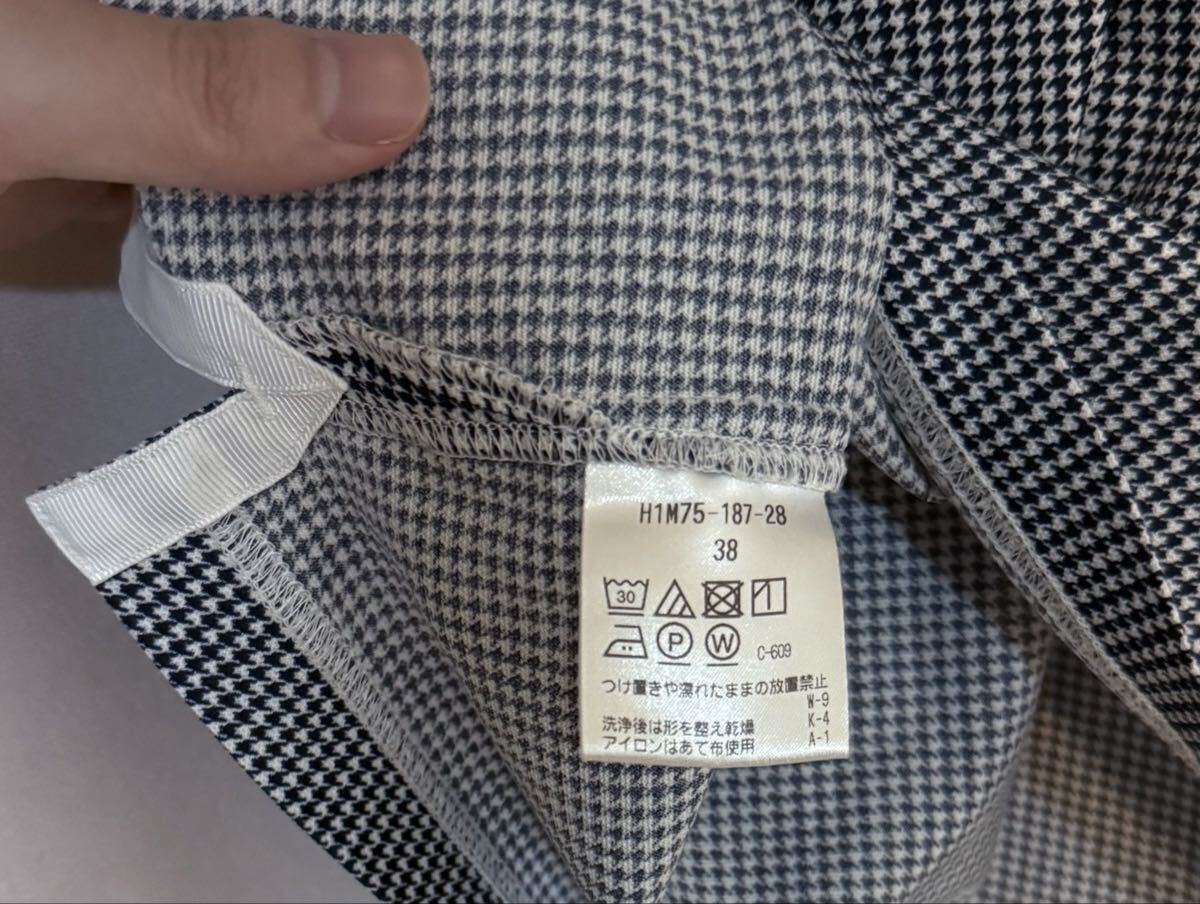 H1M75-187-28
38
30
P W C-609
つけ置きや濡れたままの放置禁止
W-9
洗浄後は形を整え乾燥 K-4
アイロンはあて布使用 A-1